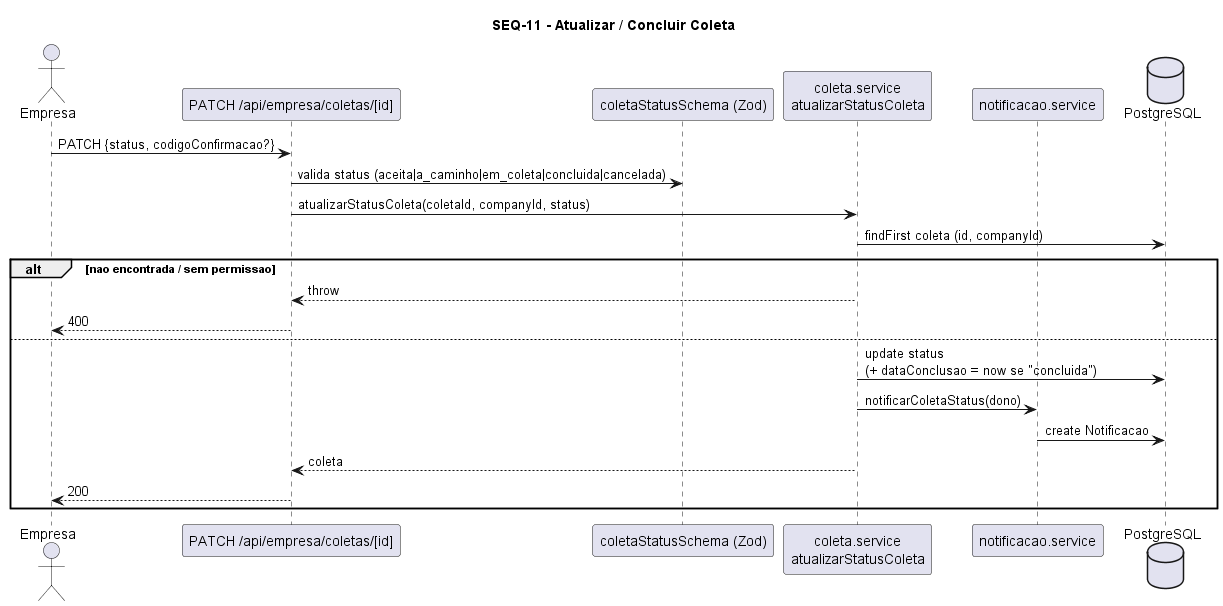 SEQ-11 - Atualizar / Concluir Coleta
Empresa
PATCH /api/empresa/coletas/[id]
coletaStatusSchema (Zod)
coleta.service
atualizarStatusColeta
notificacao.service
PostgreSQL
PATCH {status, codigoConfirmacao?}
valida status (aceita|a_caminho|em_coleta|concluida|cancelada)
atualizarStatusColeta(coletaId, companyId, status)
findFirst coleta (id, companyId)
alt
[nao encontrada / sem permissao]
throw
400
update status
(+ dataConclusao = now se "concluida")
notificarColetaStatus(dono)
create Notificacao
coleta
200
Empresa
PATCH /api/empresa/coletas/[id]
coletaStatusSchema (Zod)
coleta.service
atualizarStatusColeta
notificacao.service
PostgreSQL